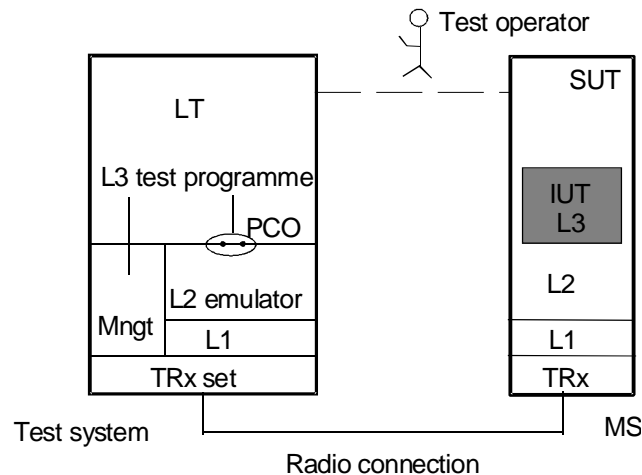 Test operator
SUT
LT
L3 test programme
PCO
IUT
L3
L2 emulator
L2
Mngt
L1
L1
TRx set
TRx
Test system
MS
Radio connection